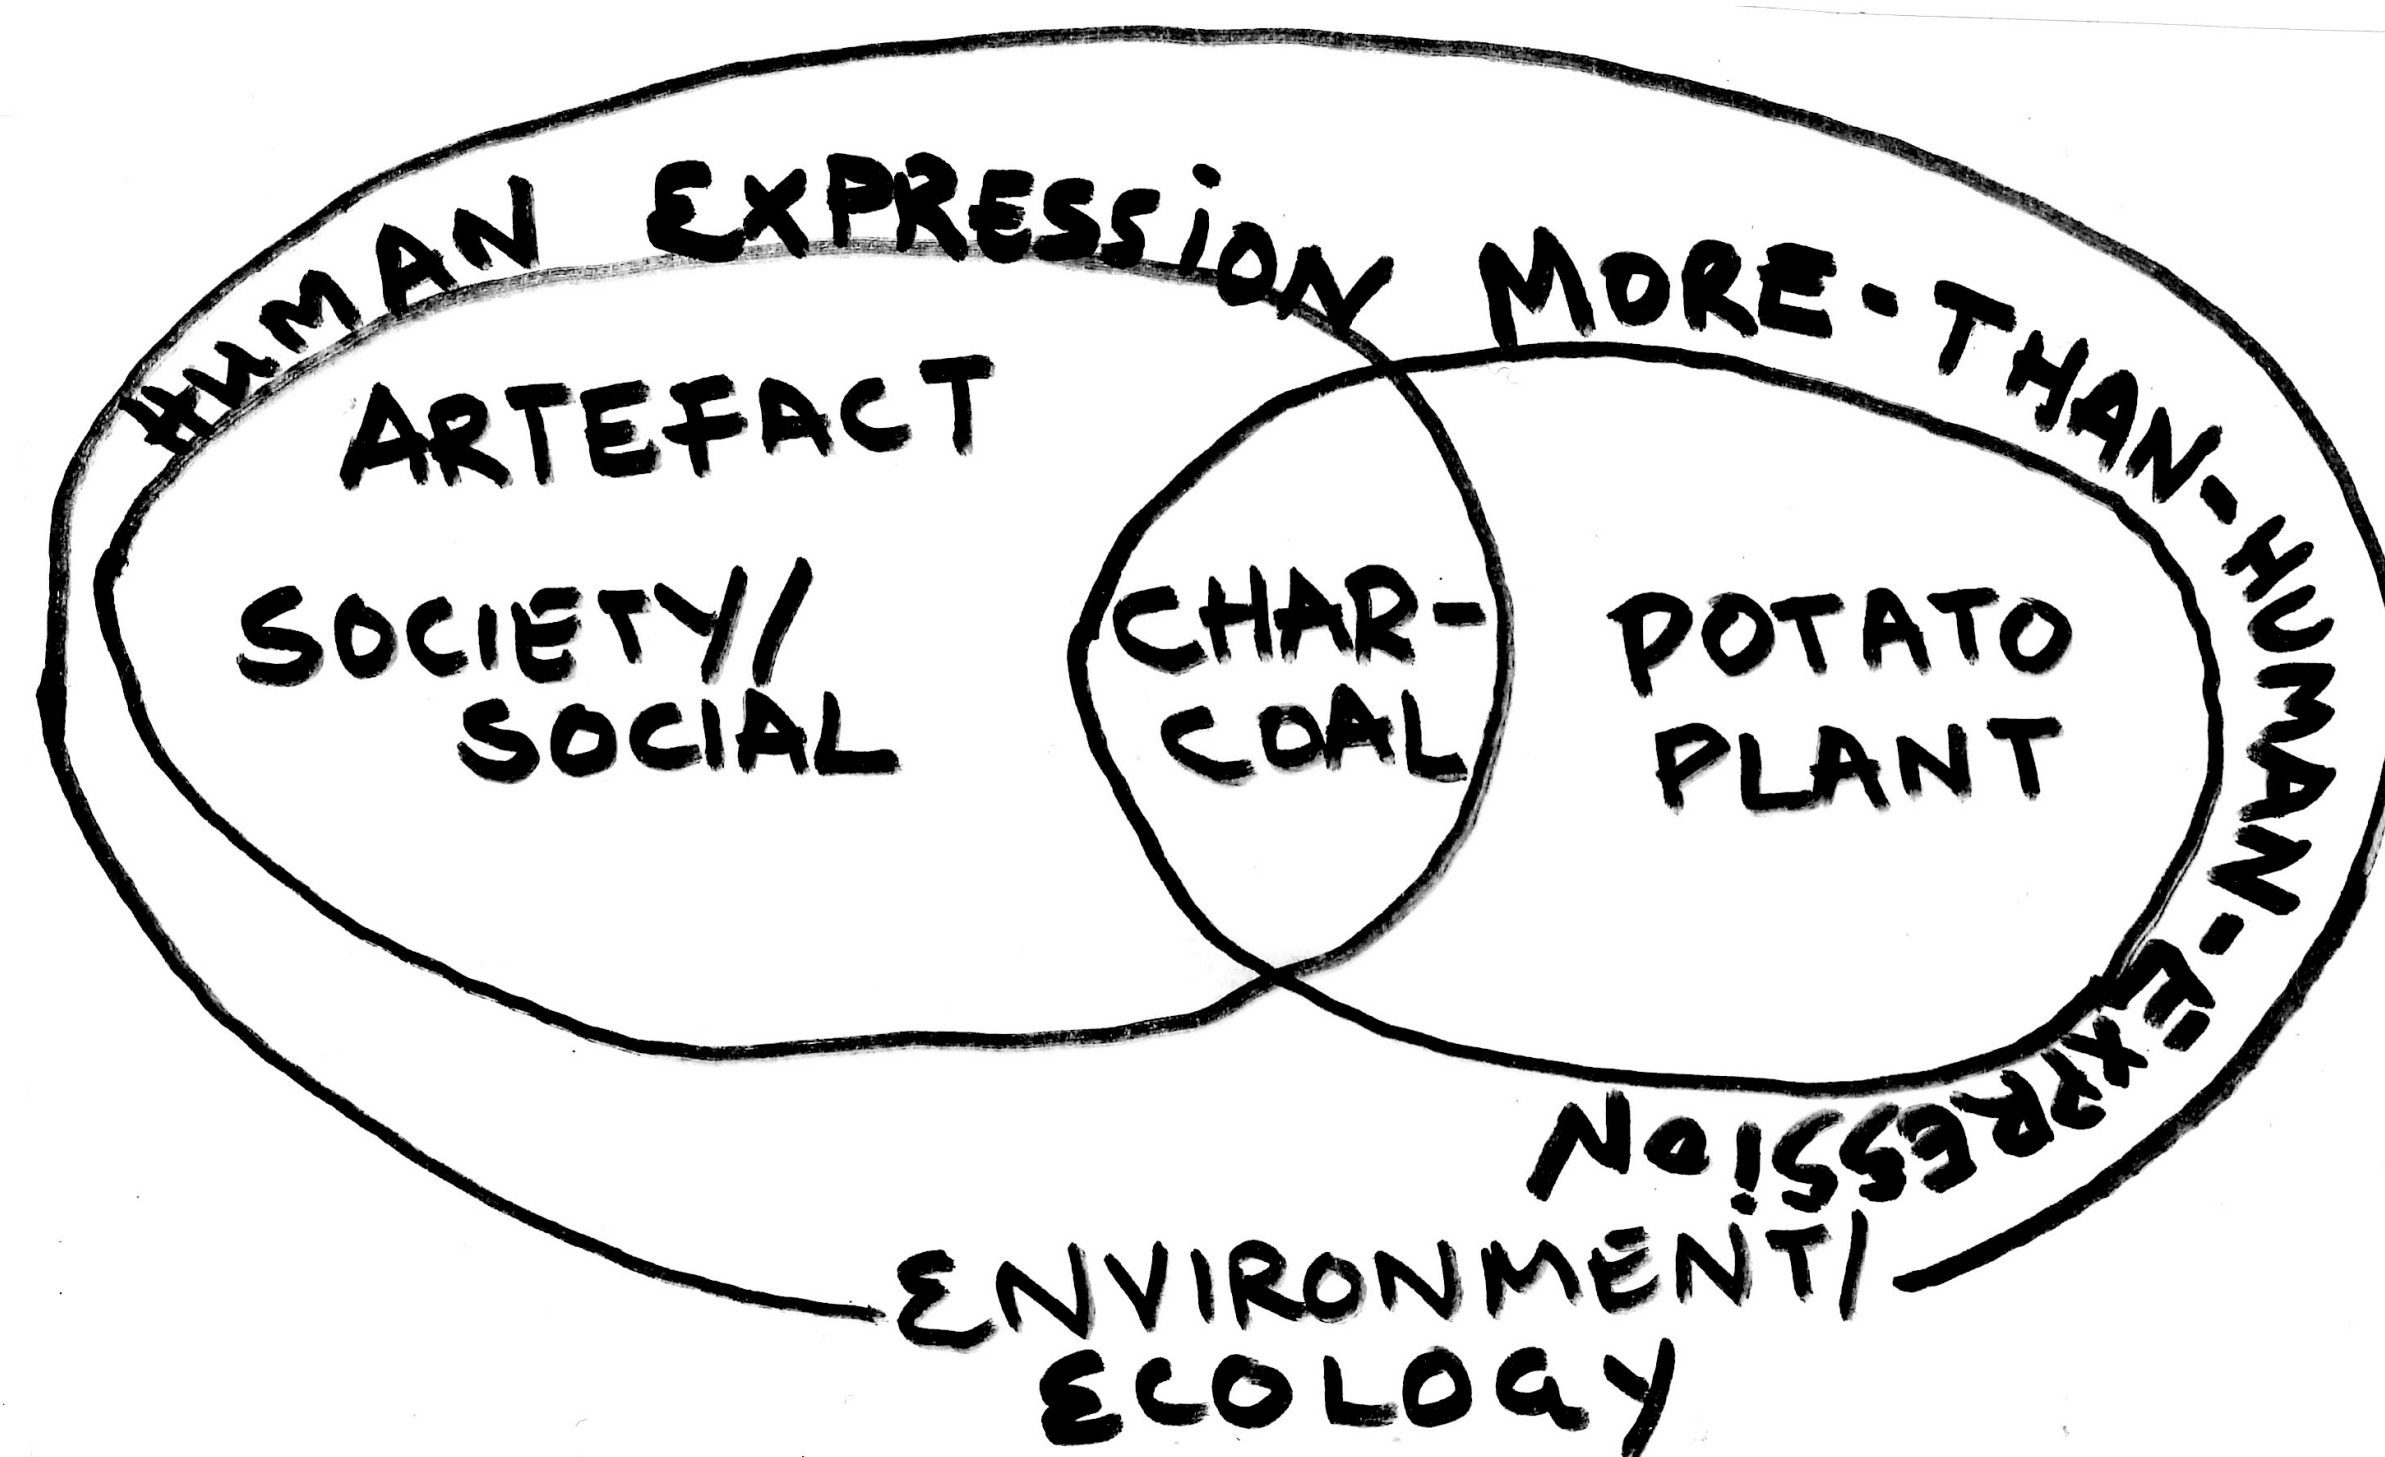 HUMAN EXPRESSION
MORE-THAN-HUMAN-EXPRESSION
ARTEFACT
SOCIETY/
SOCIAL
CHAR-
COAL
POTATO
PLANT
ENVIRONMENT/
ECOLOGY